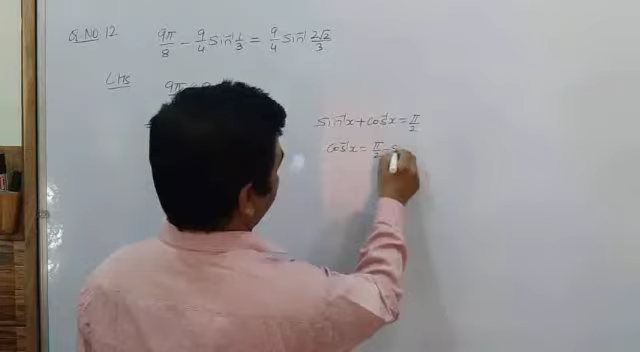 Q.NO.12 9π/8 - 9/4 sin⁻¹ 1/3 = 9/4 sin⁻¹ 2√2/3
LHS 9π
sin⁻¹x + cos⁻¹x = π/2
cos⁻¹x = π/2 - s